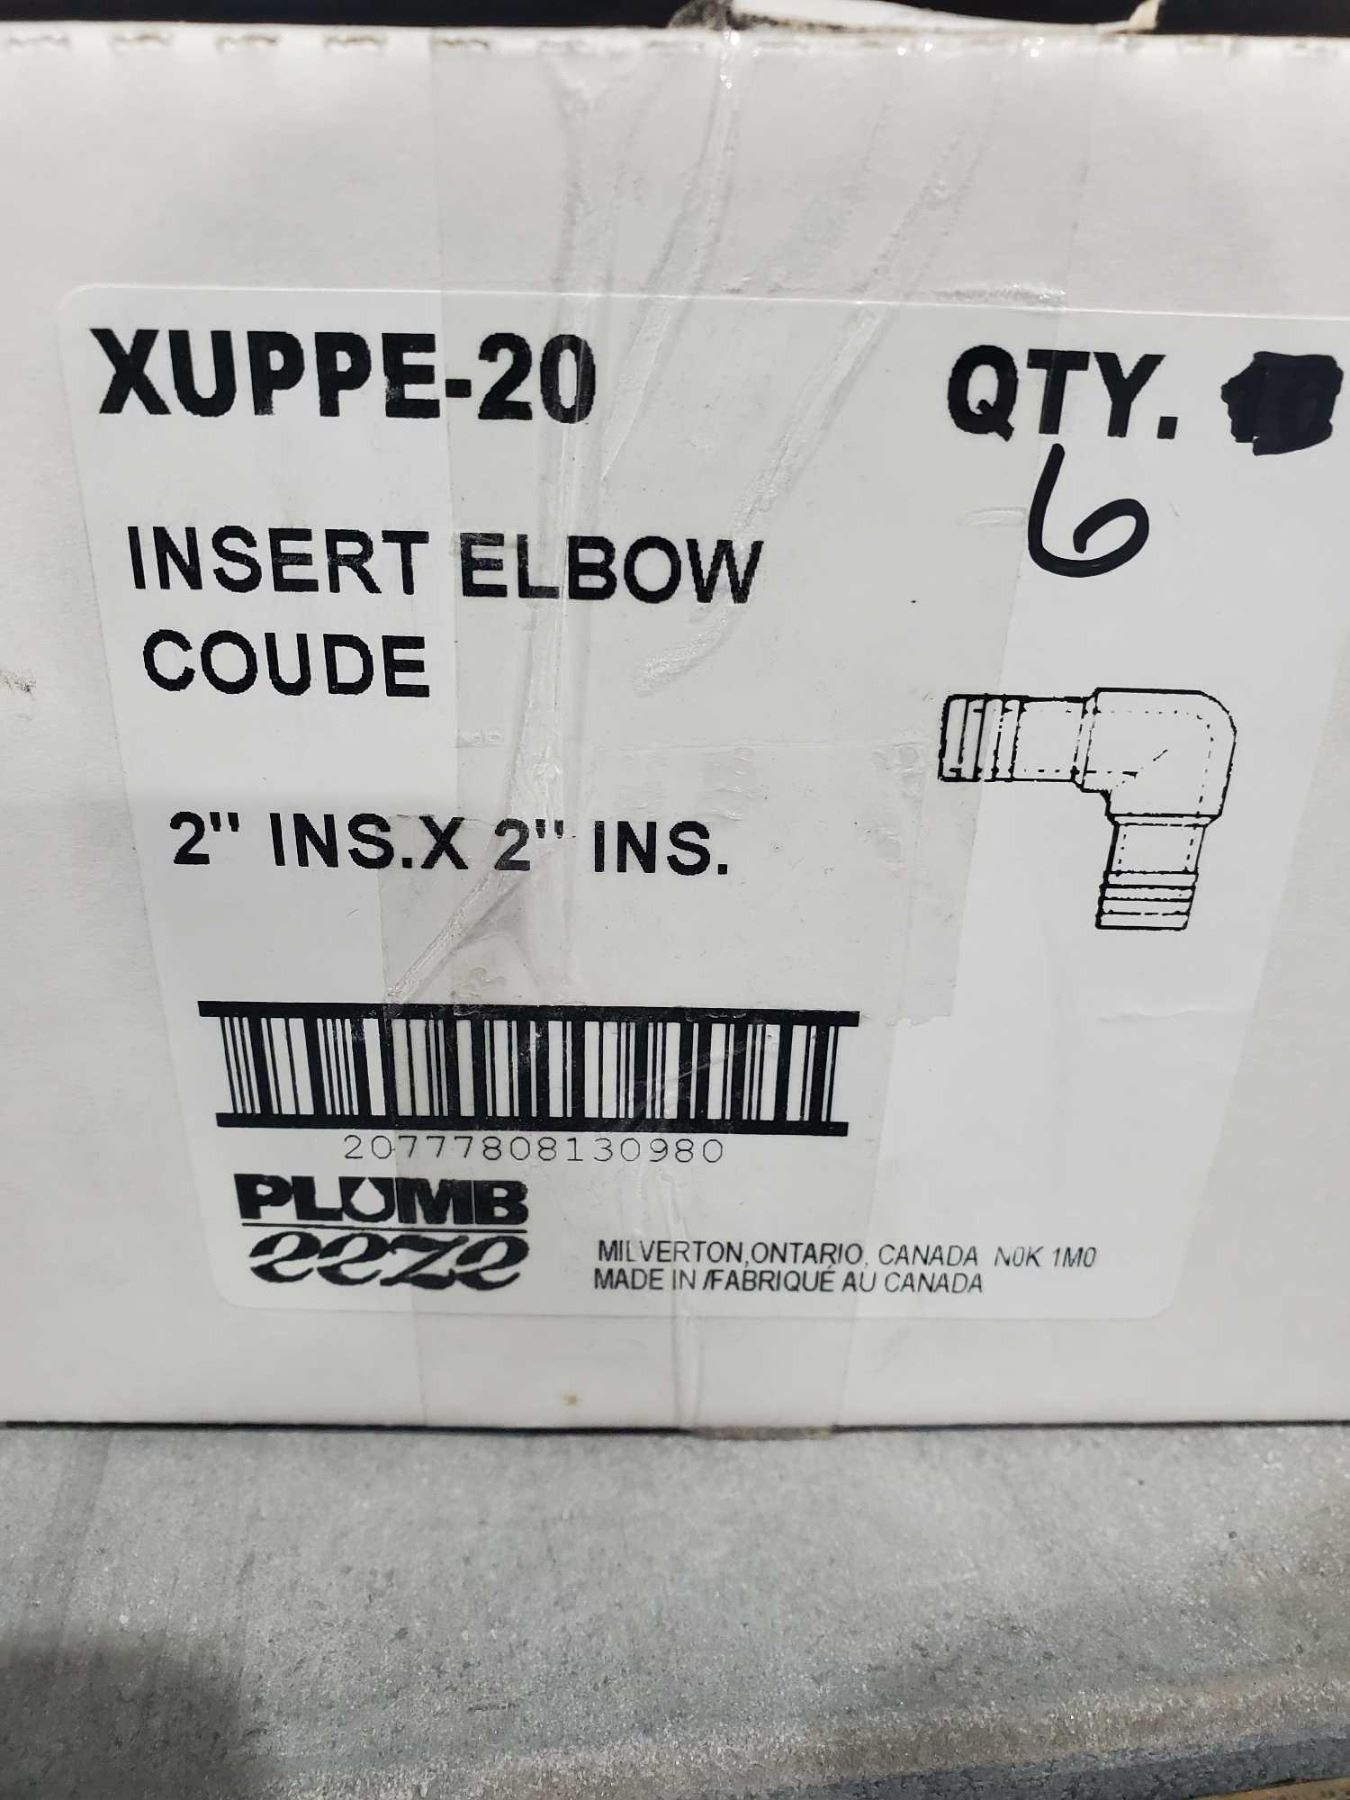 XUPPE-20 QTY.
6
INSERT ELBOW
COUDE
2" INS.X 2" INS.
20777808130980
PLUMB
eeze
MILVERTON,ONTARIO, CANADA N0K 1M0
MADE IN /FABRIQUÉ AU CANADA